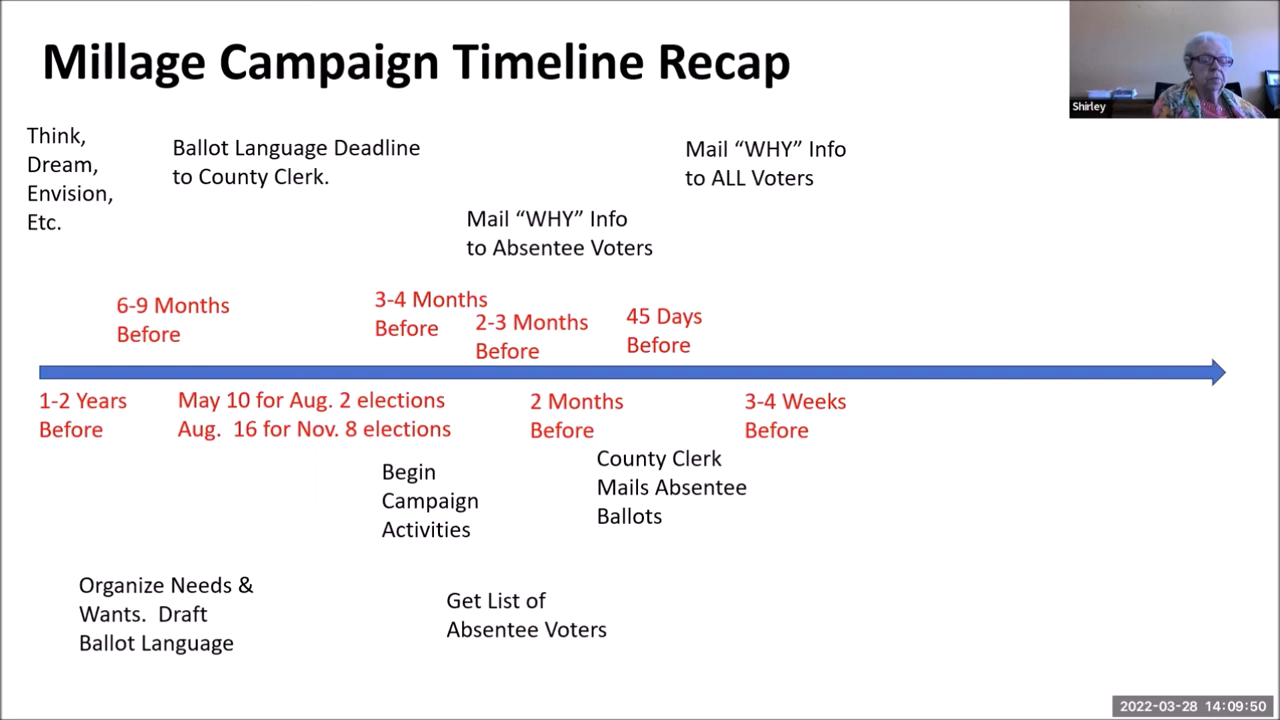 Millage Campaign Timeline Recap
Shirley
Think,
Dream,
Envision,
Etc.
Ballot Language Deadline
to County Clerk.
Mail “WHY” Info
to Absentee Voters
Mail “WHY” Info
to ALL Voters
6-9 Months
Before
3-4 Months
Before
2-3 Months
Before
45 Days
Before
1-2 Years
Before
May 10 for Aug. 2 elections
Aug.  16 for Nov. 8 elections
2 Months
Before
3-4 Weeks
Before
Begin
Campaign
Activities
County Clerk
Mails Absentee
Ballots
Organize Needs &
Wants.  Draft
Ballot Language
Get List of
Absentee Voters
2022-03-28  14:09:50